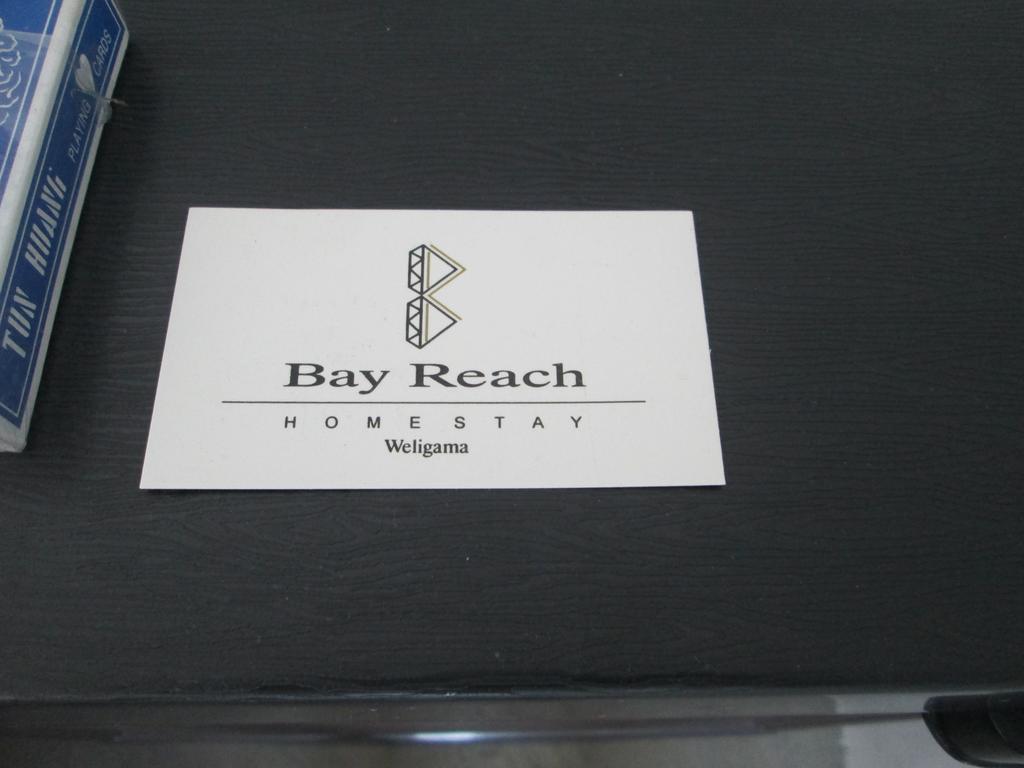 TUN HUANG PLAYING CARDS
Bay Reach
HOMESTAY
Weligama